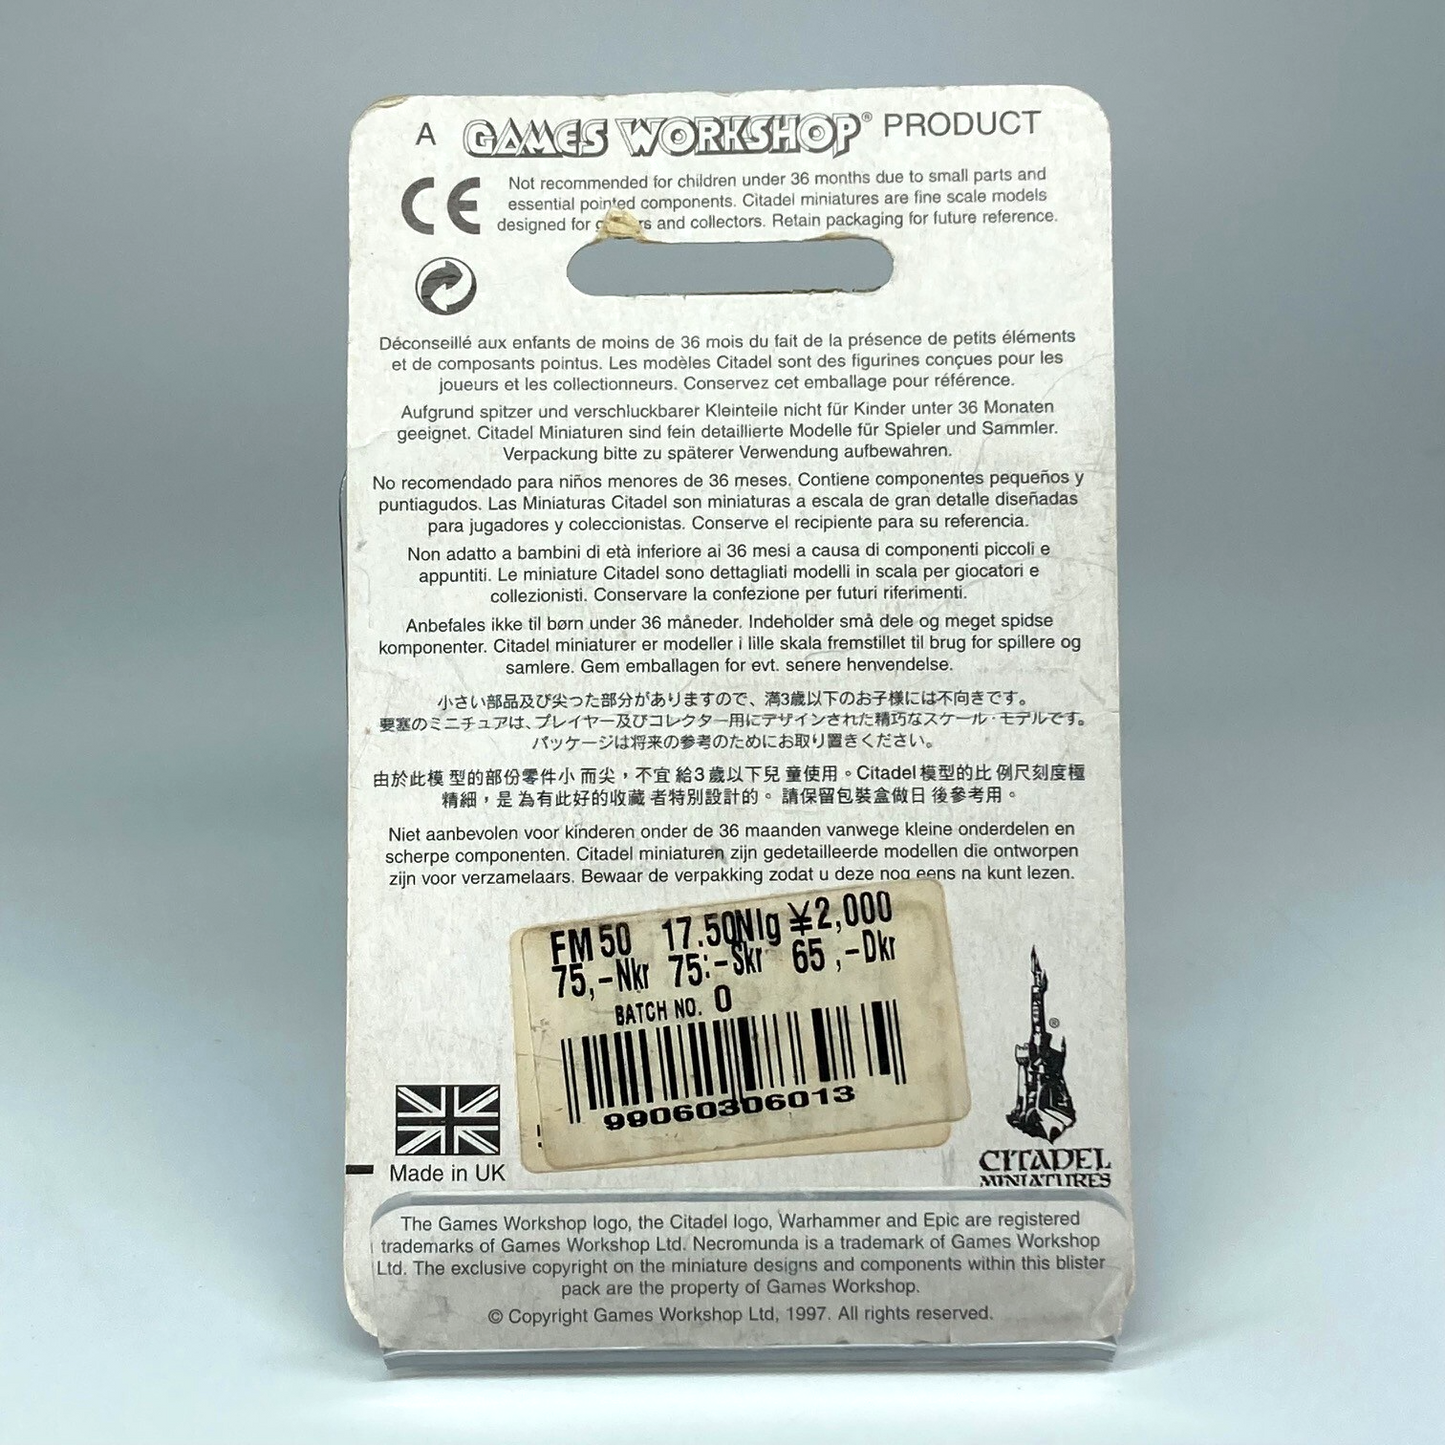 A GAMES WORKSHOP® PRODUCT
CE
Not recommended for children under 36 months due to small parts and
essential pointed components. Citadel miniatures are fine scale models
designed for and collectors. Retain packaging for future reference.
Déconseillé aux enfants de moins de 36 mois du fait de la présence de petits éléments
et de composants pointus. Les modèles Citadel sont des figurines conçues pour les
joueurs et les collectionneurs. Conservez cet emballage pour référence.
Aufgrund spitzer und verschluckbarer Kleinteile nicht für Kinder unter 36 Monaten
geeignet. Citadel Miniaturen sind fein detaillierte Modelle für Spieler und Sammler.
Verpackung bitte zu späterer Verwendung aufbewahren.
No recomendado para niños menores de 36 meses. Contiene componentes pequeños y
puntiagudos. Las Miniaturas Citadel son miniaturas a escala de gran detalle diseñadas
para jugadores y coleccionistas. Conserve el recipiente para su referencia.
Non adatto a bambini di età inferiore ai 36 mesi a causa di componenti piccoli e
appuntiti. Le miniature Citadel sono dettagliati modelli in scala per giocatori e
collezionisti. Conservare la confezione per futuri riferimenti.
Anbefales ikke til børn under 36 måneder. Indeholder små dele og meget spidse
komponenter. Citadel miniaturer er modeller i lille skala fremstillet til brug for spillere og
samlere. Gem emballagen for evt. senere henvendelse.
小さい部品及び尖った部分がありますので、満3歳以下のお子様には不向きです。
要塞のミニチュアは、プレイヤー及びコレクター用にデザインされた精巧なスケール・モデルです。
パッケージは将来の参考のためにお取り置きください。
由於此模 型的部份零件小 而尖，不宜 給3歲以下兒 童使用。Citadel模型的比 例尺刻度極
精細，是 為有此好的收藏 者特別設計的。 請保留包裝盒做日 後參考用。
Niet aanbevolen voor kinderen onder de 36 maanden vanwege kleine onderdelen en
scherpe componenten. Citadel miniaturen zijn gedetailleerde modellen die ontworpen
zijn voor verzamelaars. Bewaar de verpakking zodat u deze nog eens na kunt lezen.
FM50 17.50Nlg ¥2,000
75,-Nkr 75:-Skr 65,-Dkr
BATCH NO. 0
99060306013
Made in UK
®
CITADEL
MINIATURES
The Games Workshop logo, the Citadel logo, Warhammer and Epic are registered
trademarks of Games Workshop Ltd. Necromunda is a trademark of Games Workshop
Ltd. The exclusive copyright on the miniature designs and components within this blister
pack are the property of Games Workshop.
© Copyright Games Workshop Ltd, 1997. All rights reserved.